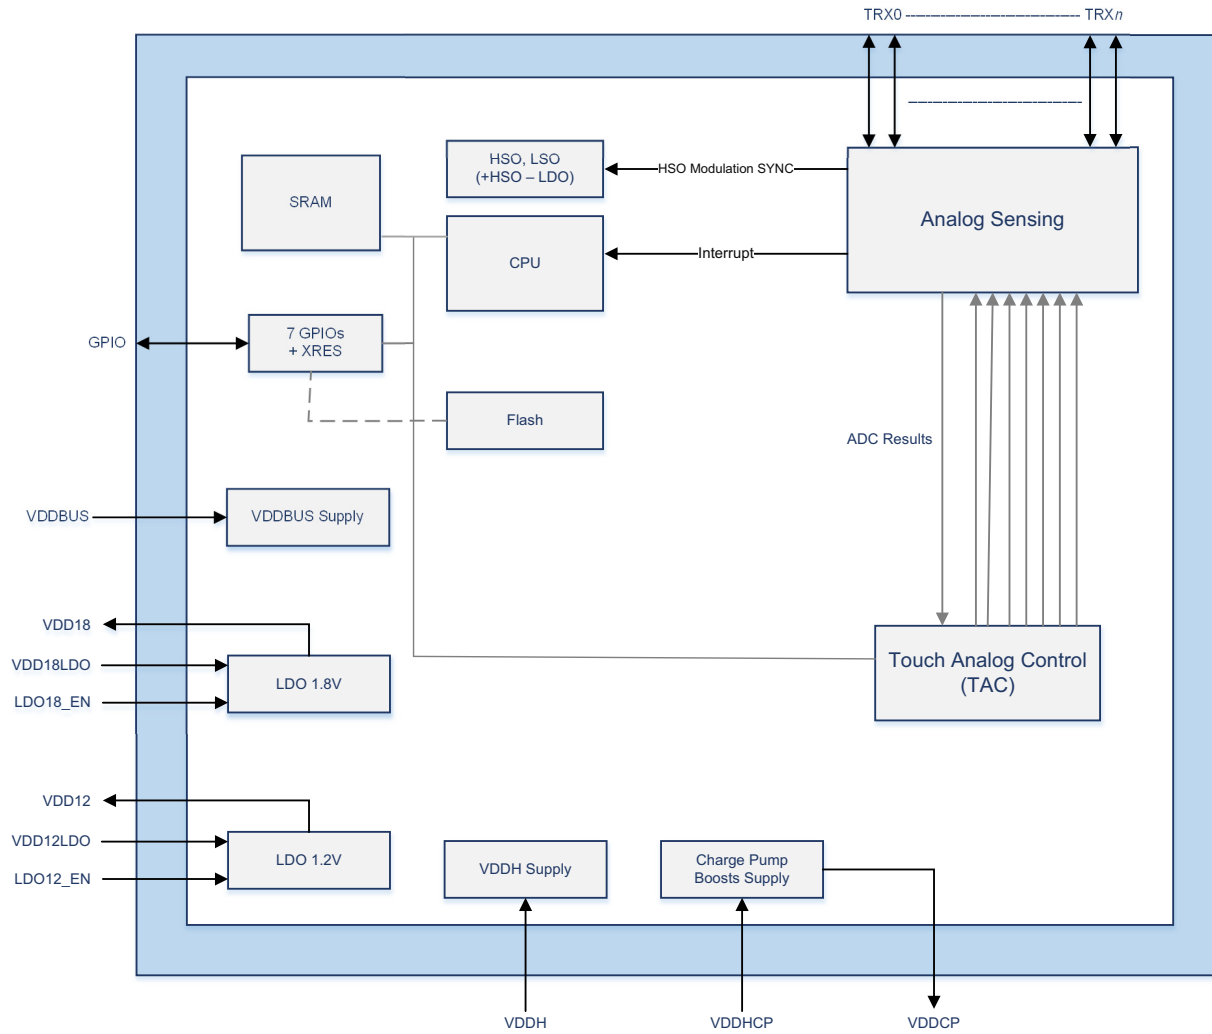 TRX0 TRXn
HSO, LSO
(+HSO – LDO)
HSO Modulation SYNC
SRAM
Analog Sensing
CPU
Interrupt
GPIO
7 GPIOs
+ XRES
Flash
ADC Results
VDDBUS
VDDBUS Supply
VDD18
VDD18LDO
LDO18_EN
LDO 1.8V
Touch Analog Control
(TAC)
VDD12
VDD12LDO
LDO12_EN
LDO 1.2V
VDDH Supply
Charge Pump
Boosts Supply
VDDH
VDDHCP
VDDCP